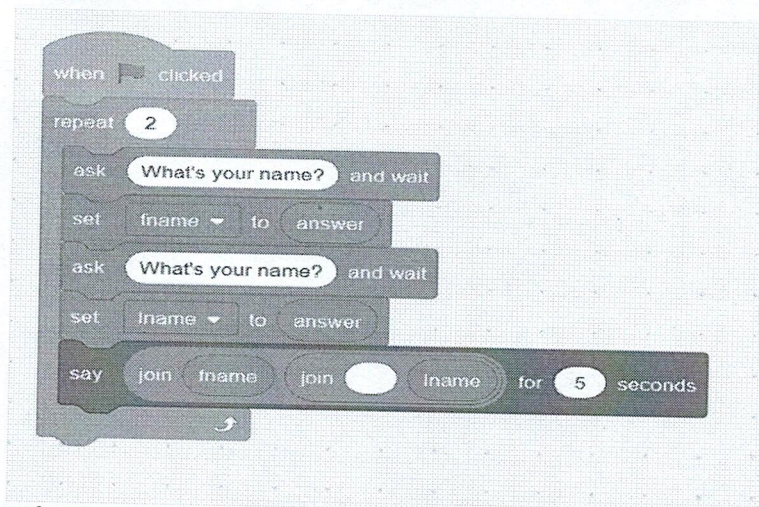 when clicked
repeat 2
ask What's your name? and wait
set fname to answer
ask What's your name? and wait
set lname to answer
say join fname join lname for 5 seconds